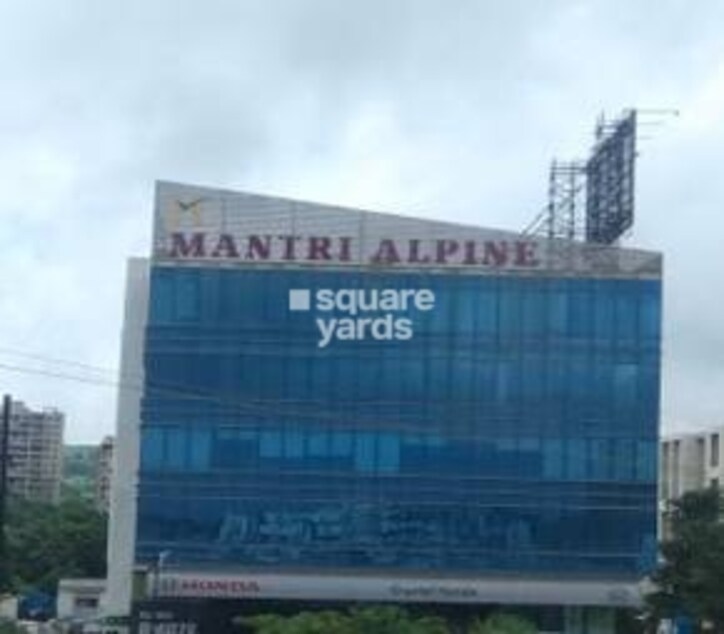 MANTRI ALPINE
square
yards
HONDA